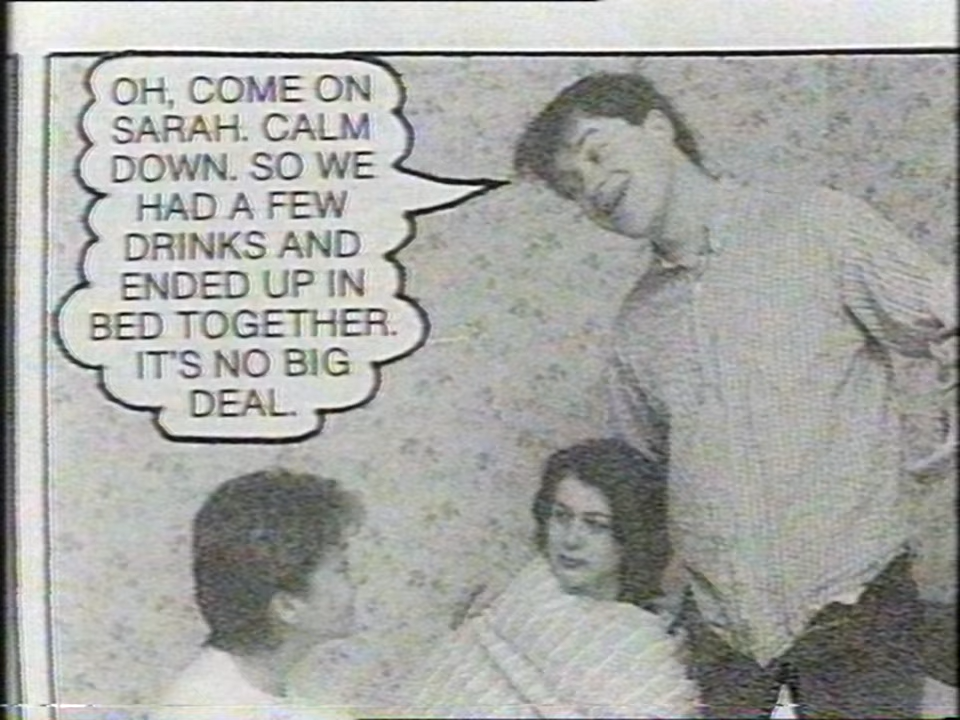 OH, COME ON
SARAH. CALM
DOWN. SO WE
HAD A FEW
DRINKS AND
ENDED UP IN
BED TOGETHER.
IT'S NO BIG
DEAL.